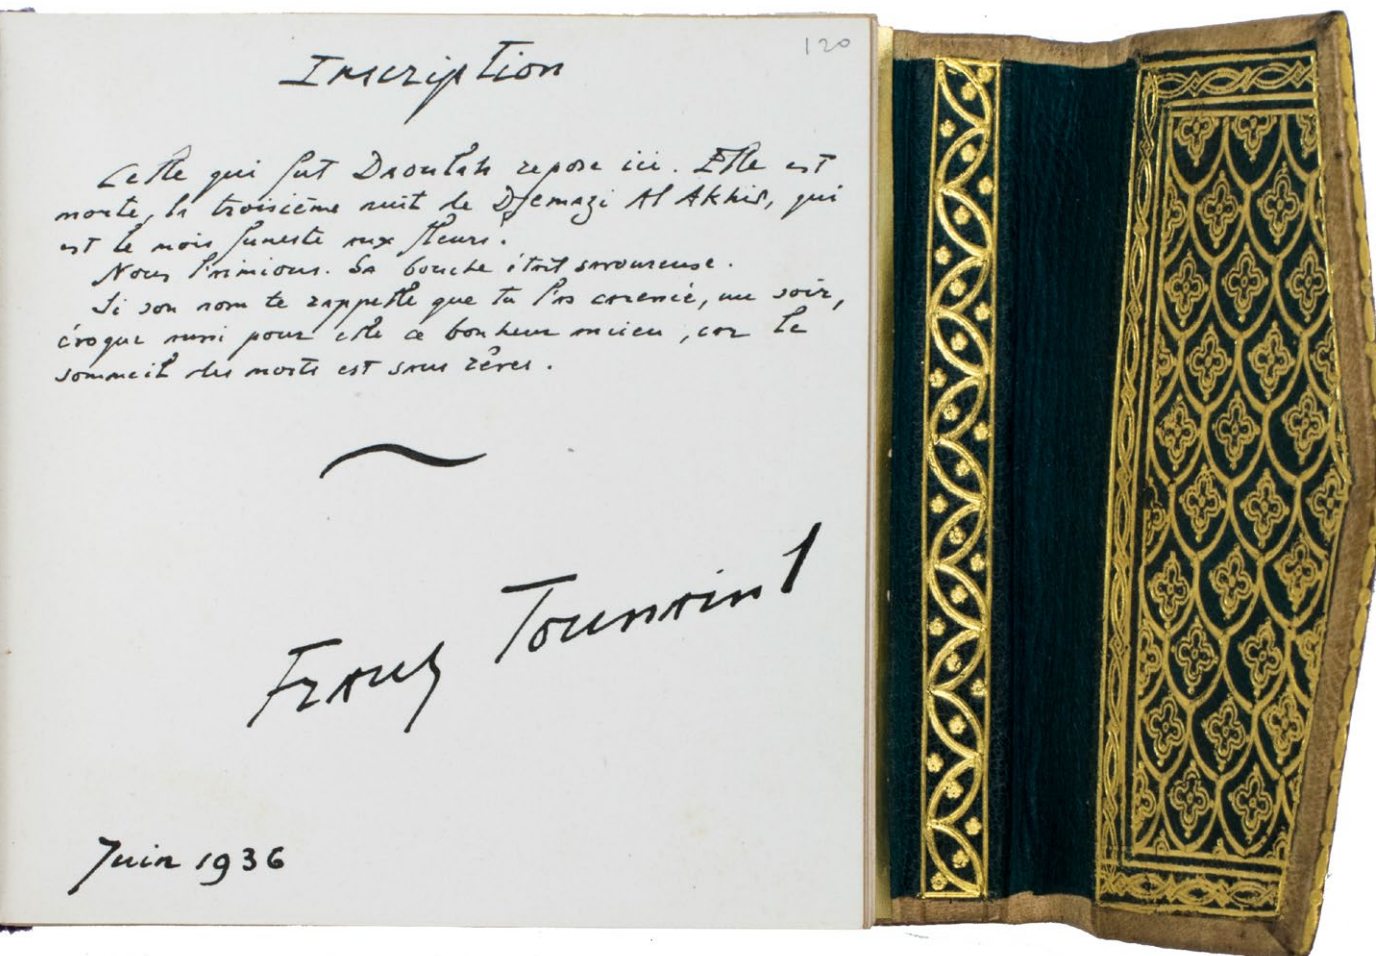 120
Inscription
Celle qui fut Daoulah repose ici. Elle est
morte, la troisième nuit de Djemazi Al Akhir, qui
est le mois funeste aux fleurs.
Nous l'aimions. Sa bouche était savoureuse.
Si son nom te rappelle que tu l'as caressée, un soir,
évoque aussi pour elle ce bonheur ancien, car le
sommeil des morts est sans rêves.
Franz Toussaint
Juin 1936